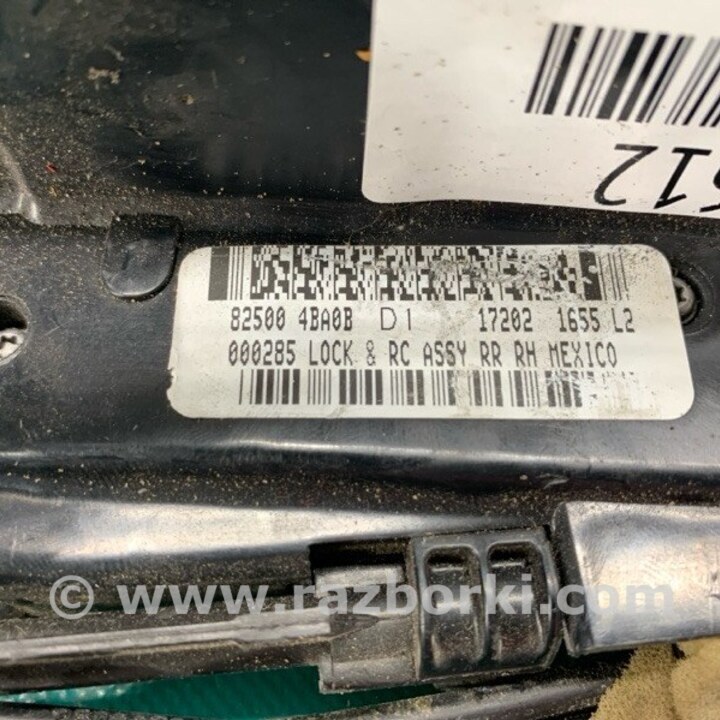 512
82500 4BA0B D1 17202 1655 L2
000285 LOCK & RC ASSY RR RH MEXICO
© www.razborki.com